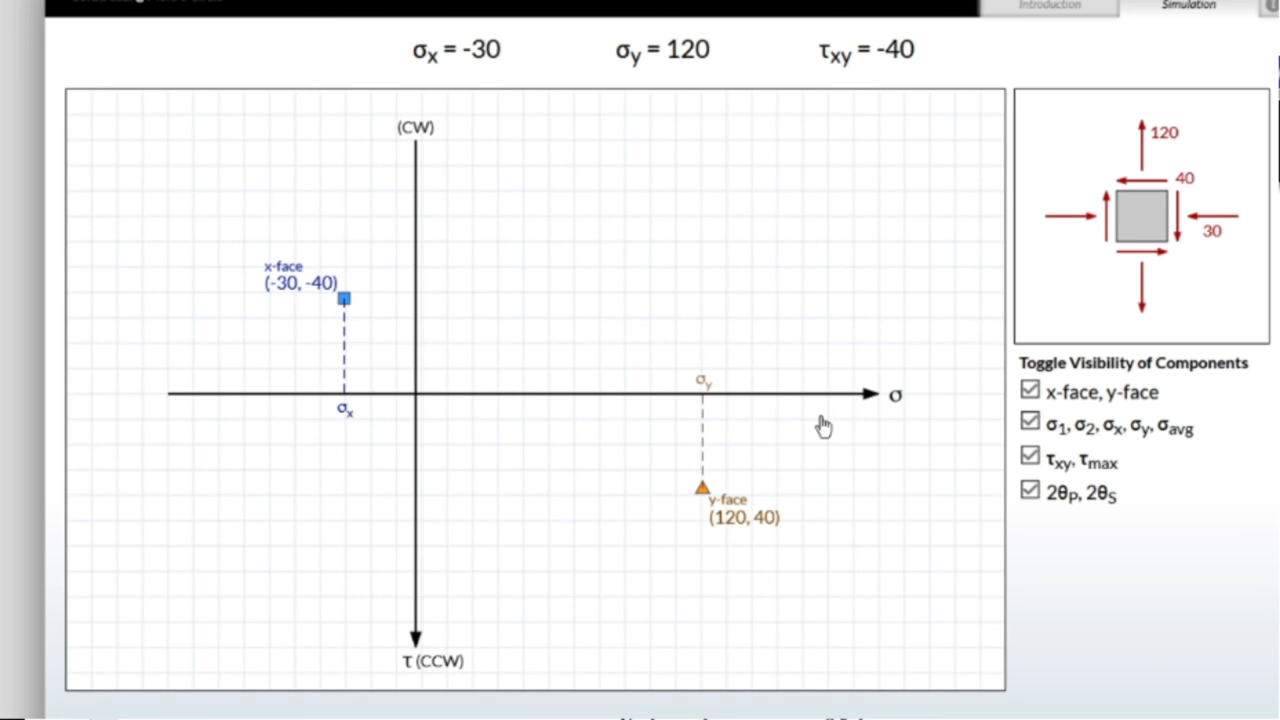 Introduction
Simulation
σx = -30
σy = 120
τxy = -40
(CW)
x-face
(-30, -40)
σx
σy
σ
y-face
(120, 40)
τ (CCW)
120
40
30
Toggle Visibility of Components
x-face, y-face
σ1, σ2, σx, σy, σavg
τxy, τmax
2θP, 2θS